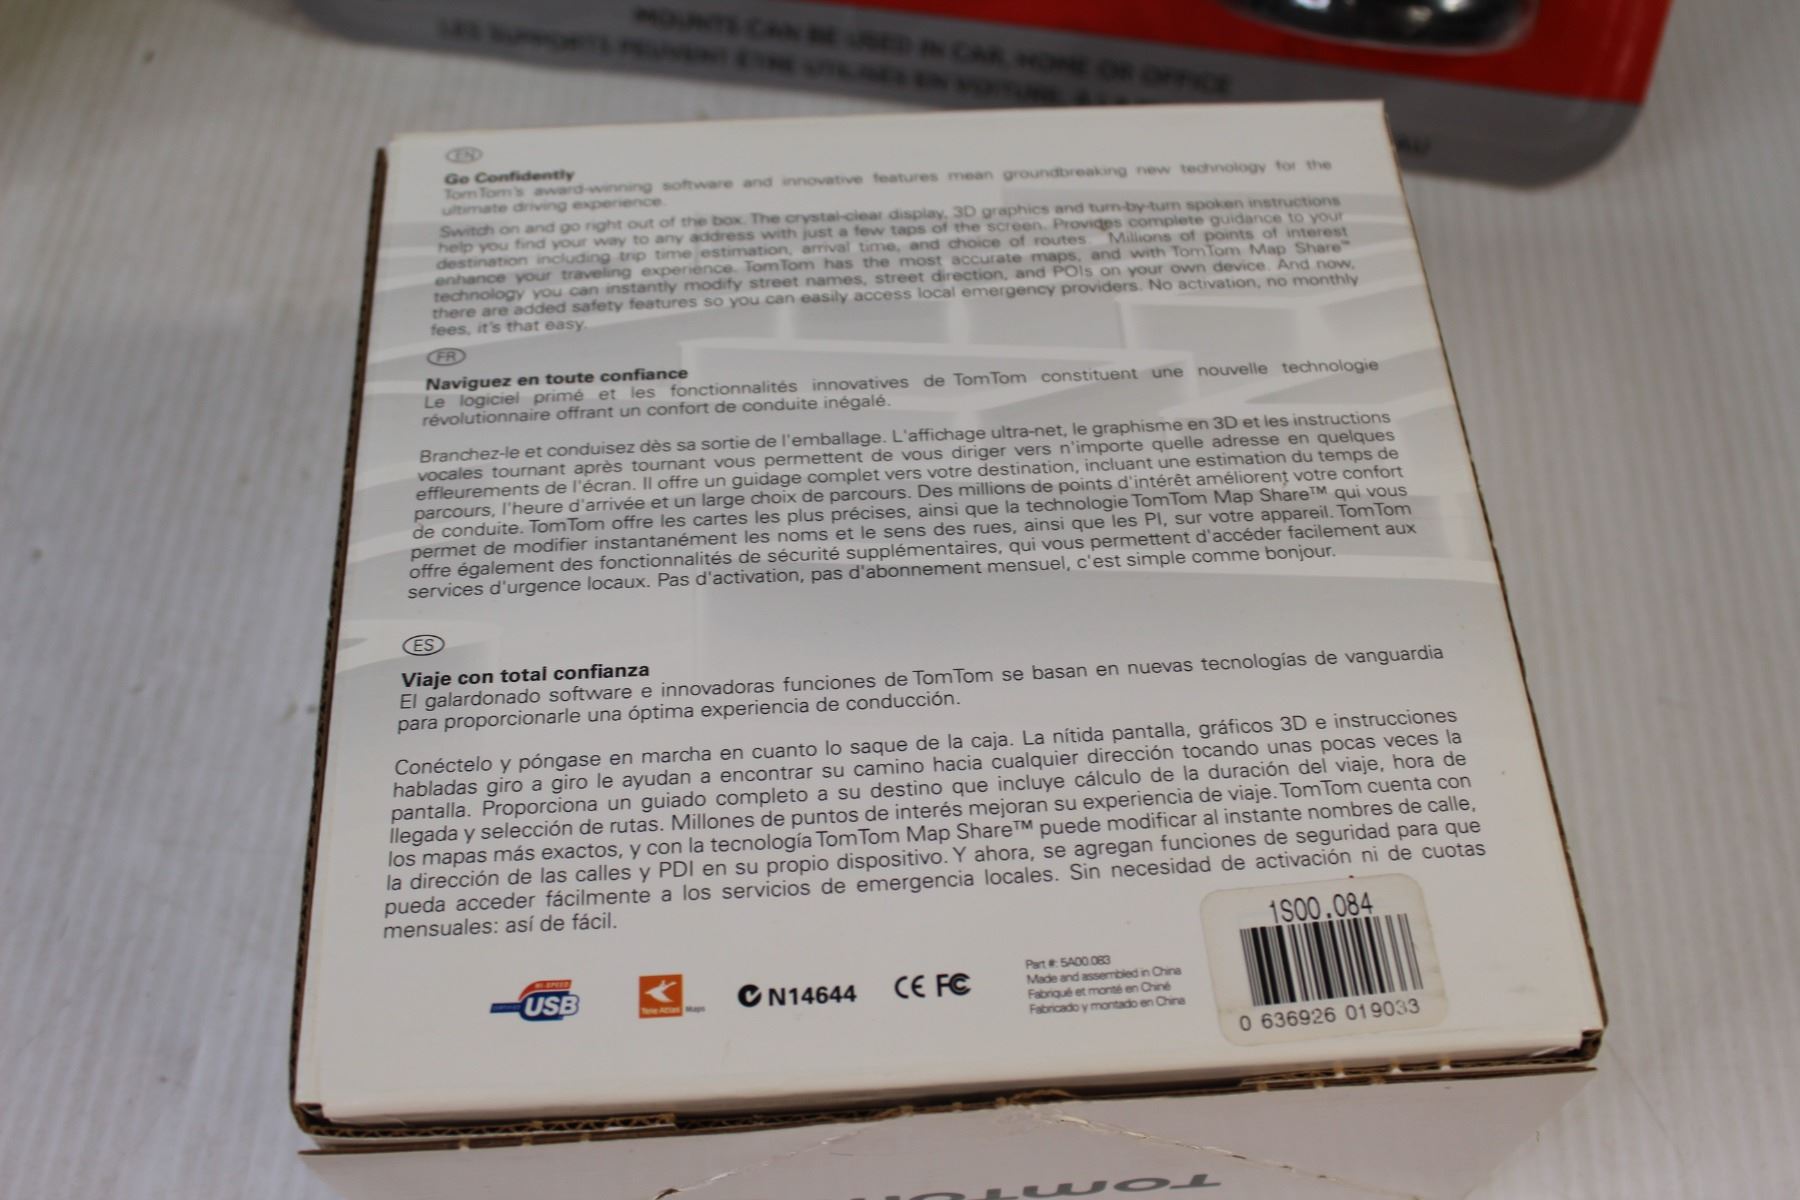 MOUNTS CAN BE USED IN CAR, HOME OR OFFICE
LES SUPPORTS PEUVENT ÊTRE UTILISÉS EN VOITURE, À LA
EN
Go Confidently
TomTom's award-winning software and innovative features mean groundbreaking new technology for the
ultimate driving experience.
Switch on and go right out of the box. The crystal-clear display, 3D graphics and turn-by-turn spoken instructions
help you find your way to any address with just a few taps of the screen. Provides complete guidance to your
destination including trip time estimation, arrival time, and choice of routes. Millions of points of interest
enhance your traveling experience. TomTom has the most accurate maps, and with TomTom Map Share™
technology you can instantly modify street names, street direction, and POIs on your own device. And now,
there are added safety features so you can easily access local emergency providers. No activation, no monthly
fees, it's that easy.
FR
Naviguez en toute confiance
Le logiciel primé et les fonctionnalités innovatives de TomTom constituent une nouvelle technologie
révolutionnaire offrant un confort de conduite inégalé.
Branchez-le et conduisez dès sa sortie de l'emballage. L'affichage ultra-net, le graphisme en 3D et les instructions
vocales tournant après tournant vous permettent de vous diriger vers n'importe quelle adresse en quelques
effleurements de l'écran. Il offre un guidage complet vers votre destination, incluant une estimation du temps de
parcours, l'heure d'arrivée et un large choix de parcours. Des millions de points d'intérêt améliorent votre confort
de conduite. TomTom offre les cartes les plus précises, ainsi que la technologie TomTom Map Share™ qui vous
permet de modifier instantanément les noms et le sens des rues, ainsi que les PI, sur votre appareil. TomTom
offre également des fonctionnalités de sécurité supplémentaires, qui vous permettent d'accéder facilement aux
services d'urgence locaux. Pas d'activation, pas d'abonnement mensuel, c'est simple comme bonjour.
ES
Viaje con total confianza
El galardonado software e innovadoras funciones de TomTom se basan en nuevas tecnologías de vanguardia
para proporcionarle una óptima experiencia de conducción.
Conéctelo y póngase en marcha en cuanto lo saque de la caja. La nítida pantalla, gráficos 3D e instrucciones
habladas giro a giro le ayudan a encontrar su camino hacia cualquier dirección tocando unas pocas veces la
pantalla. Proporciona un guiado completo a su destino que incluye cálculo de la duración del viaje, hora de
llegada y selección de rutas. Millones de puntos de interés mejoran su experiencia de viaje. TomTom cuenta con
los mapas más exactos, y con la tecnología TomTom Map Share™ puede modificar al instante nombres de calle,
la dirección de las calles y PDI en su propio dispositivo. Y ahora, se agregan funciones de seguridad para que
pueda acceder fácilmente a los servicios de emergencia locales. Sin necesidad de activación ni de cuotas
mensuales: así de fácil.
HI-SPEED
CERTIFIED USB
Tele Atlas Maps
N14644
CE FC
Part #: 5A00.083
Made and assembled in China
Fabriqué et monté en Chine
Fabricado y montado en China
1S00.084
0 636926 019033
TomTom